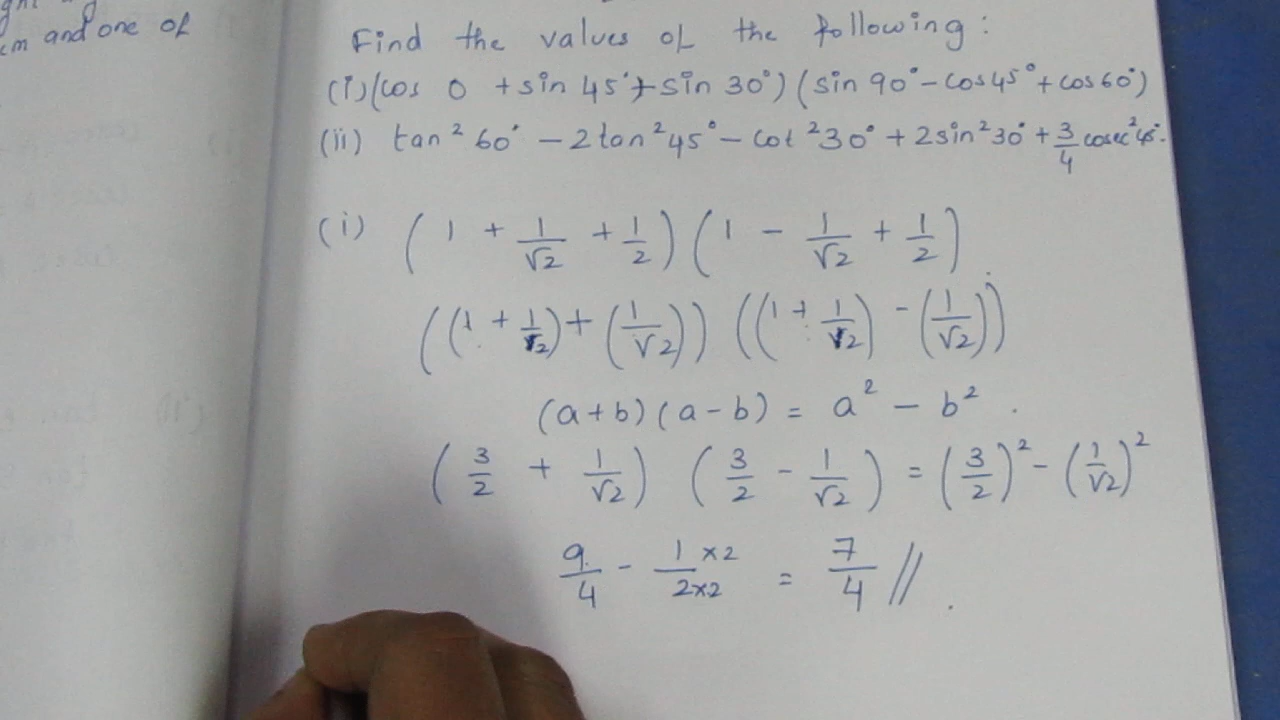 cm and one of
Find the values of the following :
(i) (cos 0 + sin 45° + sin 30°) (sin 90° - cos 45° + cos 60°)
(ii) tan² 60° - 2 tan² 45° - cot² 30° + 2 sin² 30° + 3/4 cosec² 45°.
(i) ( 1 + 1/√2 + 1/2 ) ( 1 - 1/√2 + 1/2 ) .
((1 + 1/2) + (1/√2)) ((1 + 1/2) - (1/√2))
(a+b) (a-b) = a² - b² .
( 3/2 + 1/√2 ) ( 3/2 - 1/√2 ) = (3/2)² - (1/√2)²
9/4 - 1×2/2×2 = 7/4 // .